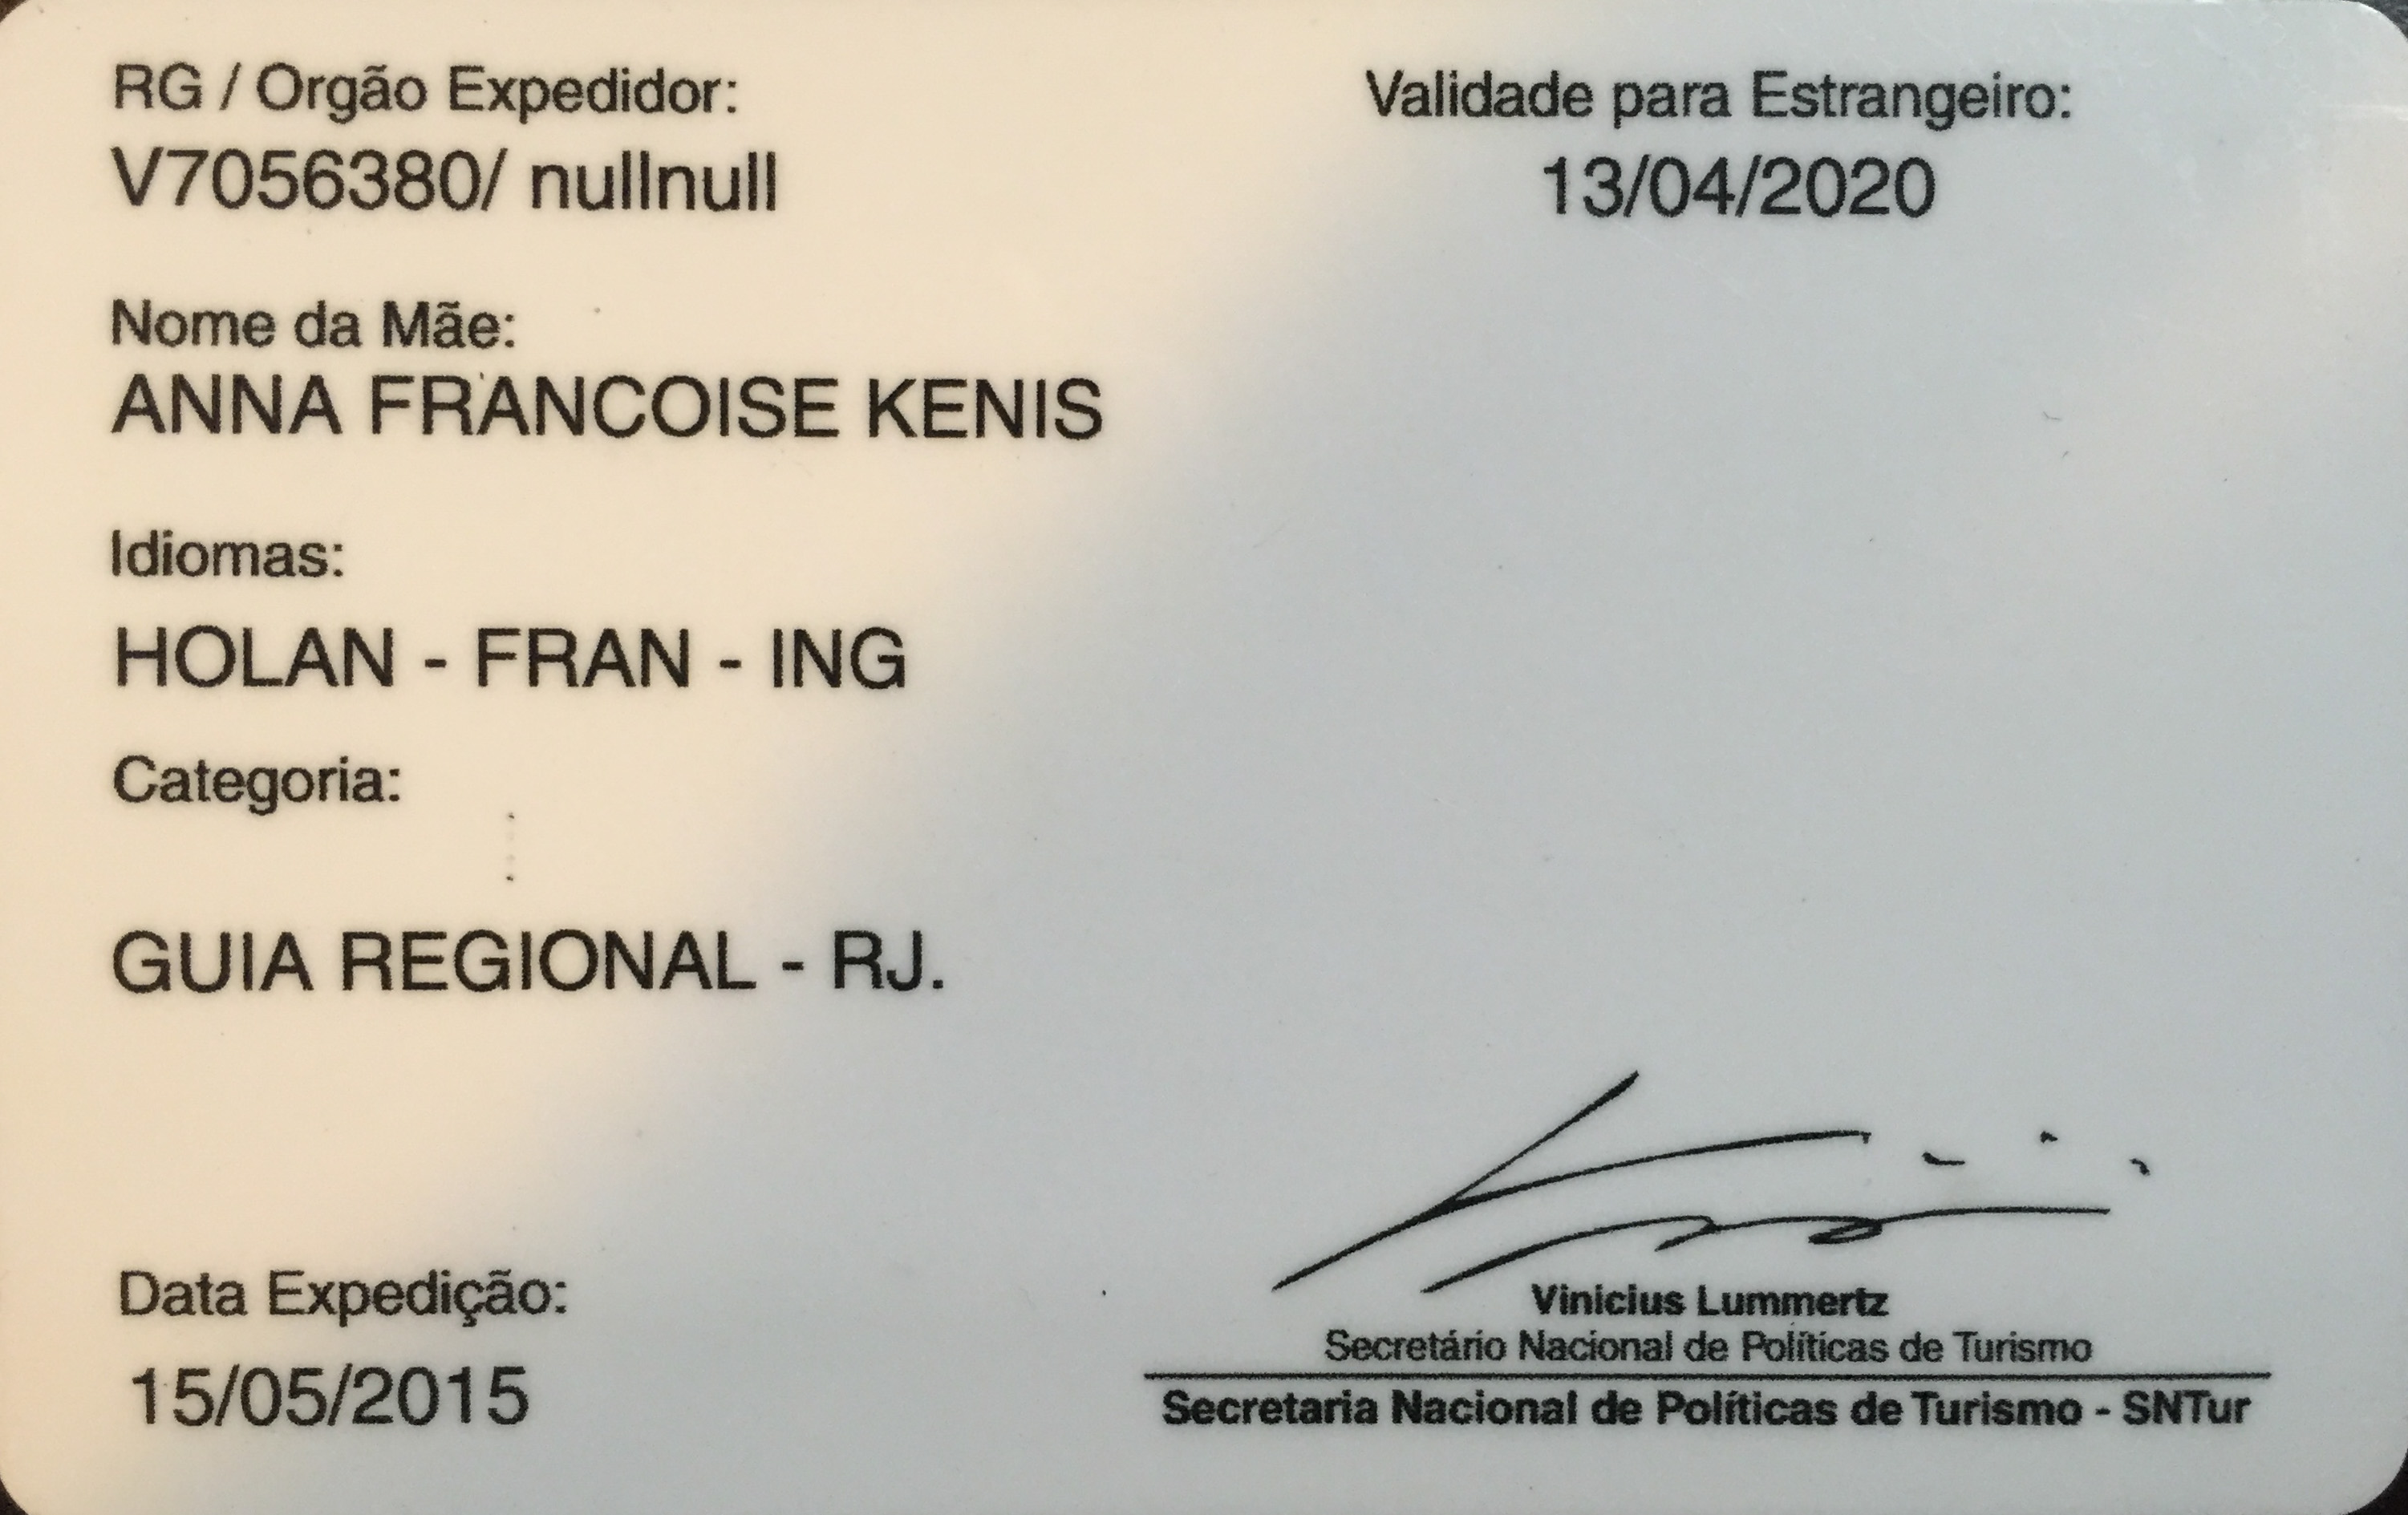 RG / Orgão Expedidor:
V7056380/ nullnull
Validade para Estrangeiro:
13/04/2020
Nome da Mãe:
ANNA FRANCOISE KENIS
Idiomas:
HOLAN - FRAN - ING
Categoria:
GUIA REGIONAL - RJ.
Data Expedição:
15/05/2015
Vinicius Lummertz
Secretário Nacional de Políticas de Turismo
Secretaria Nacional de Políticas de Turismo - SNTur